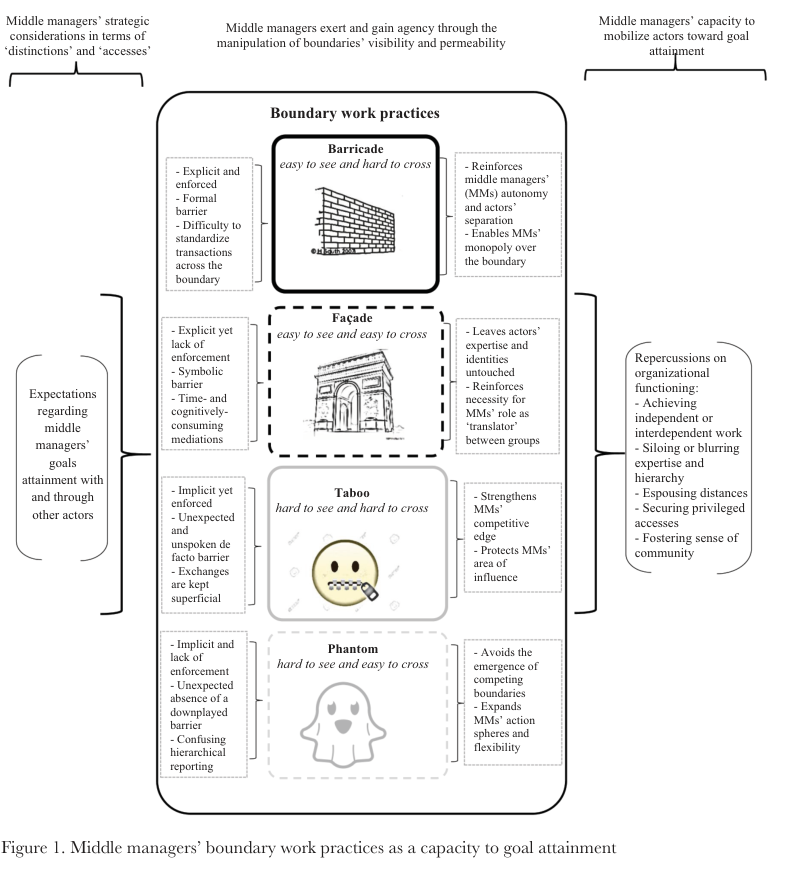 Middle managers’ strategic
considerations in terms of
‘distinctions’ and ‘accesses’
Middle managers exert and gain agency through the
manipulation of boundaries’ visibility and permeability
Middle managers’ capacity to
mobilize actors toward goal
attainment
Boundary work practices
Barricade
easy to see and hard to cross
- Explicit and
enforced
- Formal
barrier
- Difficulty to
standardize
transactions
across the
boundary
- Reinforces
middle managers’
(MMs) autonomy
and actors’
separation
- Enables MMs’
monopoly over
the boundary
Façade
easy to see and easy to cross
- Explicit yet
lack of
enforcement
- Symbolic
barrier
- Time- and
cognitively-
consuming
mediations
- Leaves actors’
expertise and
identities
untouched
- Reinforces
necessity for
MMs’ role as
‘translator’
between groups
Expectations
regarding
middle
managers’
goals
attainment with
and through
other actors
Repercussions on
organizational
functioning:
- Achieving
independent or
interdependent work
- Siloing or blurring
expertise and
hierarchy
- Espousing distances
- Securing privileged
accesses
- Fostering sense of
community
Taboo
hard to see and hard to cross
- Implicit yet
enforced
- Unexpected
and
unspoken de
facto barrier
- Exchanges
are kept
superficial
- Strengthens
MMs’
competitive
edge
- Protects MMs’
area of
influence
Phantom
hard to see and easy to cross
- Implicit and
lack of
enforcement
- Unexpected
absence of a
downplayed
barrier
- Confusing
hierarchical
reporting
- Avoids the
emergence of
competing
boundaries
- Expands
MMs’ action
spheres and
flexibility
Figure 1. Middle managers’ boundary work practices as a capacity to goal attainment